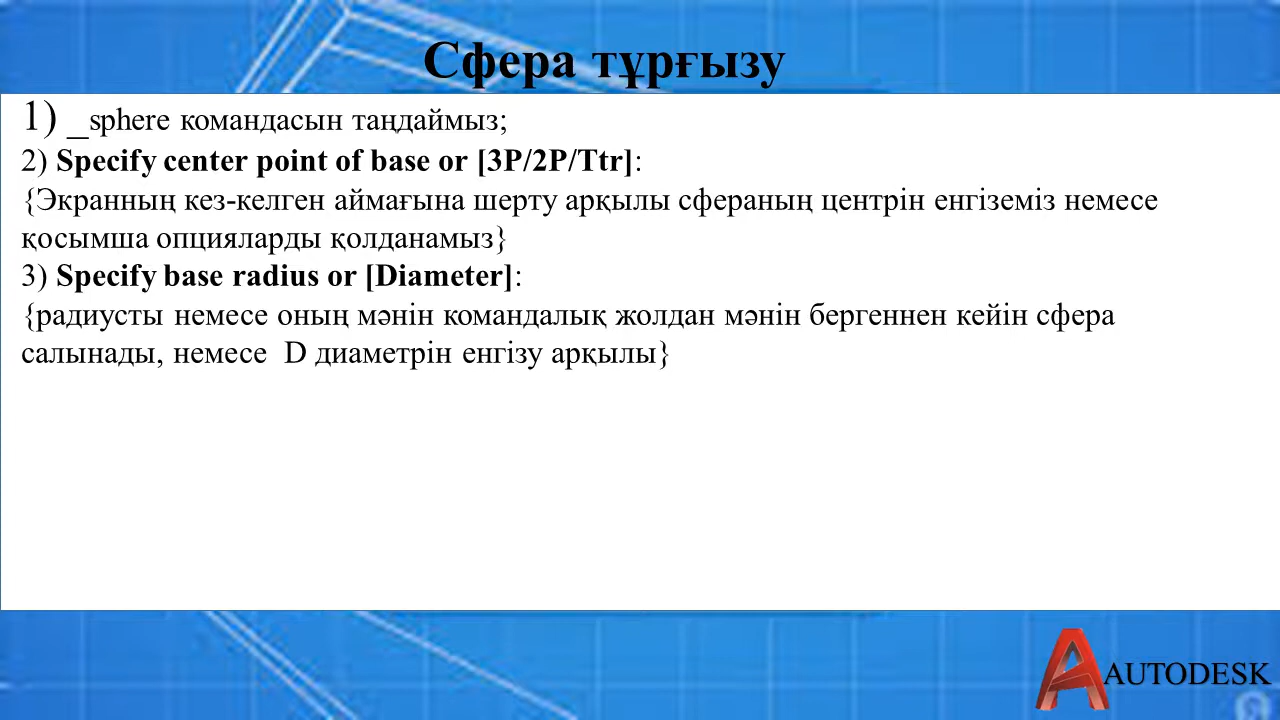 Сфера тұрғызу
1) _sphere командасын таңдаймыз;
2) Specify center point of base or [3P/2P/Ttr]:
{Экранның кез-келген аймағына шерту арқылы сфераның центрін енгіземіз немесе
қосымша опцияларды қолданамыз}
3) Specify base radius or [Diameter]:
{радиусты немесе оның мәнін командалық жолдан мәнін бергеннен кейін сфера
салынады, немесе  D диаметрін енгізу арқылы}
AUTODESK